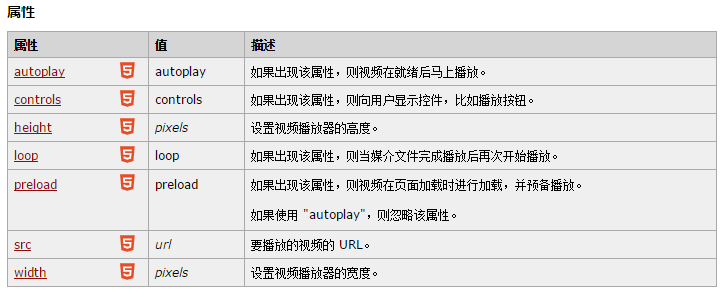 属性
属性 值 描述
autoplay autoplay 如果出现该属性，则视频在就绪后马上播放。
controls controls 如果出现该属性，则向用户显示控件，比如播放按钮。
height pixels 设置视频播放器的高度。
loop loop 如果出现该属性，则当媒介文件完成播放后再次开始播放。
preload preload 如果出现该属性，则视频在页面加载时进行加载，并预备播放。
如果使用 "autoplay"，则忽略该属性。
src url 要播放的视频的 URL。
width pixels 设置视频播放器的宽度。